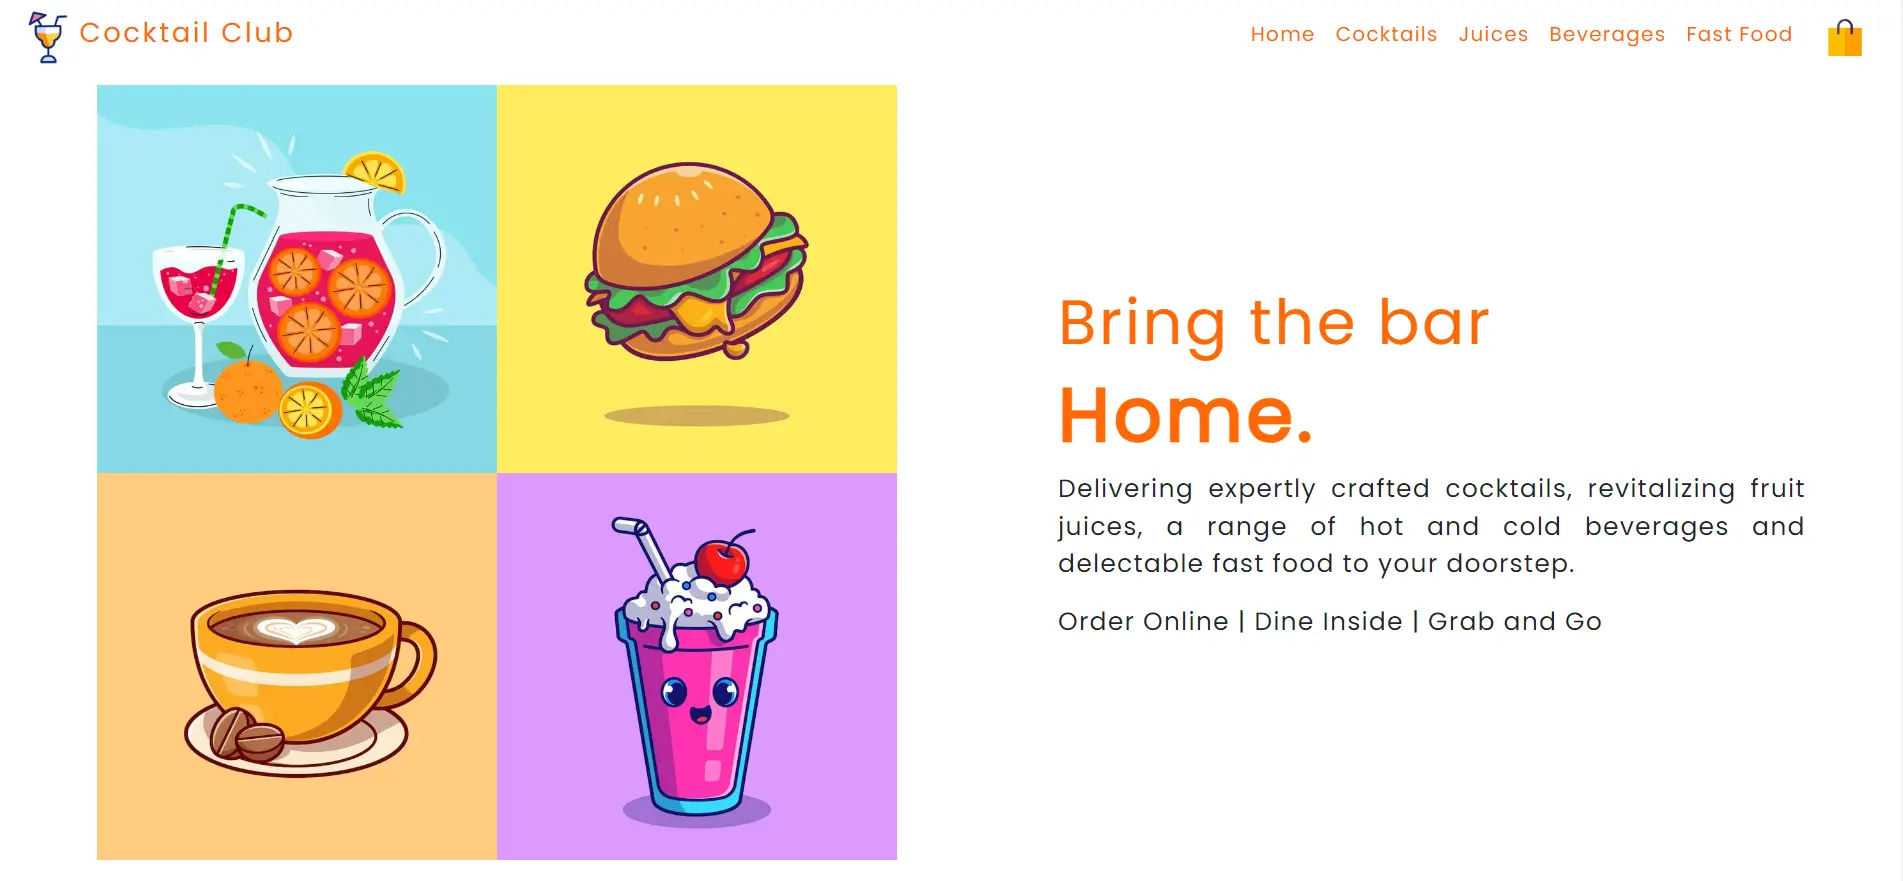 Cocktail Club
Home Cocktails Juices Beverages Fast Food
Bring the bar
Home.
Delivering expertly crafted cocktails, revitalizing fruit
juices, a range of hot and cold beverages and
delectable fast food to your doorstep.
Order Online | Dine Inside | Grab and Go